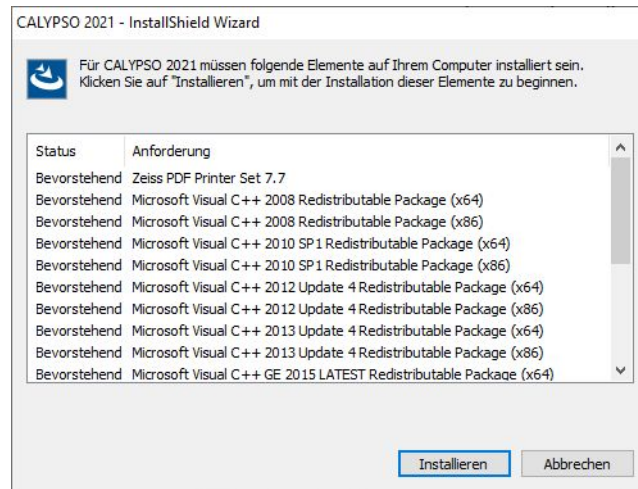 CALYPSO 2021 - InstallShield Wizard
Für CALYPSO 2021 müssen folgende Elemente auf Ihrem Computer installiert sein.
Klicken Sie auf "Installieren", um mit der Installation dieser Elemente zu beginnen.
Status Anforderung
Bevorstehend Zeiss PDF Printer Set 7.7
Bevorstehend Microsoft Visual C++ 2008 Redistributable Package (x64)
Bevorstehend Microsoft Visual C++ 2008 Redistributable Package (x86)
Bevorstehend Microsoft Visual C++ 2010 SP1 Redistributable Package (x64)
Bevorstehend Microsoft Visual C++ 2010 SP1 Redistributable Package (x86)
Bevorstehend Microsoft Visual C++ 2012 Update 4 Redistributable Package (x64)
Bevorstehend Microsoft Visual C++ 2012 Update 4 Redistributable Package (x86)
Bevorstehend Microsoft Visual C++ 2013 Update 4 Redistributable Package (x64)
Bevorstehend Microsoft Visual C++ 2013 Update 4 Redistributable Package (x86)
Bevorstehend Microsoft Visual C++ GE 2015 LATEST Redistributable Package (x64)
Installieren Abbrechen